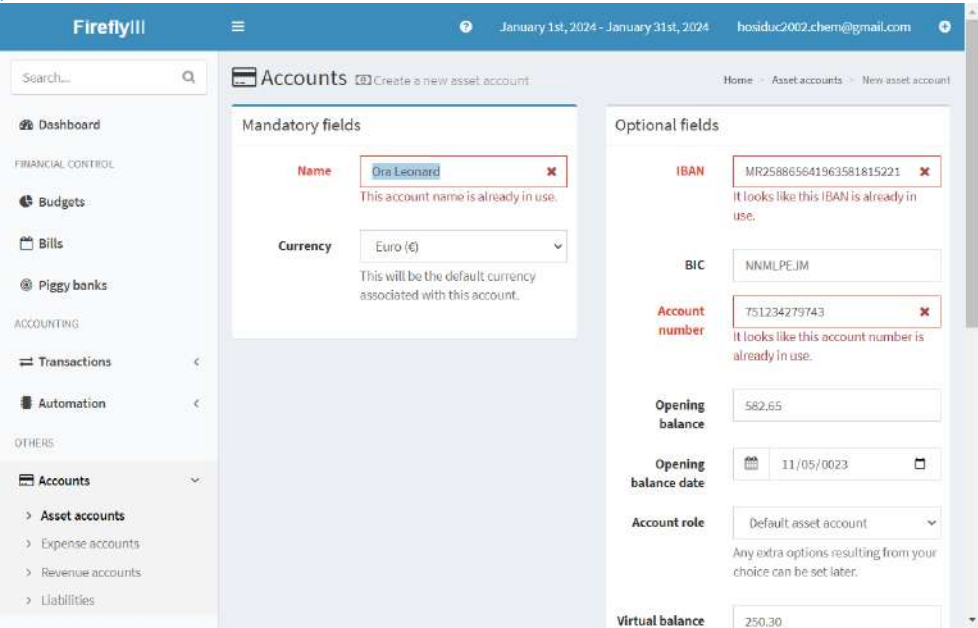 FireflyIII
January 1st, 2024 - January 31st, 2024
hosiduc2002.chem@gmail.com
Search...
Accounts
Create a new asset account
Home > Asset accounts > New asset account
Dashboard
FINANCIAL CONTROL
Budgets
Bills
Piggy banks
ACCOUNTING
Transactions
Automation
OTHERS
Accounts
Asset accounts
Expense accounts
Revenue accounts
Liabilities
Mandatory fields
Name
Ora Leonard
This account name is already in use.
Currency
Euro (€)
This will be the default currency
associated with this account.
Optional fields
IBAN
MR2588656419635818152​21
It looks like this IBAN is already in
use.
BIC
NNMLPEJM
Account
number
751234279743
It looks like this account number is
already in use.
Opening
balance
582.65
Opening
balance date
11/05/0023
Account role
Default asset account
Any extra options resulting from your
choice can be set later.
Virtual balance
250.30